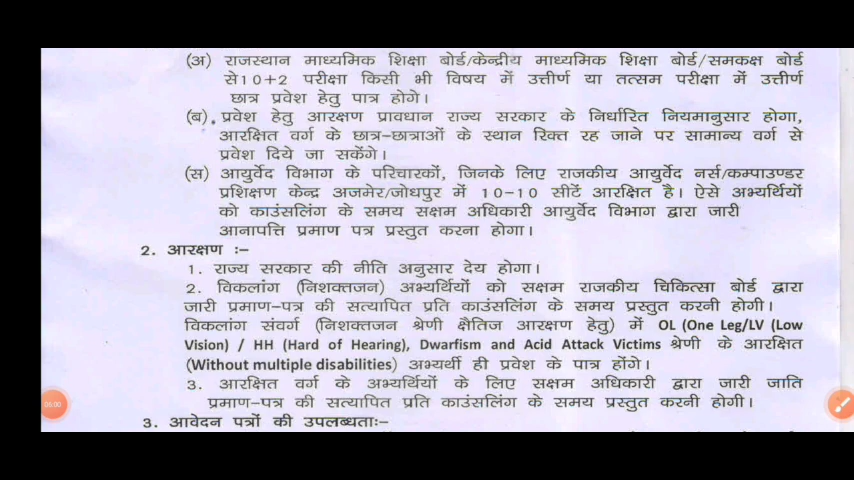 (अ) राजस्थान माध्यमिक शिक्षा बोर्ड/केन्द्रीय माध्यमिक शिक्षा बोर्ड/समकक्ष बोर्ड
से10+2 परीक्षा किसी भी विषय में उत्तीर्ण या तत्सम परीक्षा में उत्तीर्ण
छात्र प्रवेश हेतु पात्र होगे।
(ब). प्रवेश हेतु आरक्षण प्रावधान राज्य सरकार के निर्धारित नियमानुसार होगा,
आरक्षित वर्ग के छात्र-छात्राओं के स्थान रिक्त रह जाने पर सामान्य वर्ग से
प्रवेश दिये जा सकेंगे।
(स) आयुर्वेद विभाग के परिचारकों, जिनके लिए राजकीय आयुर्वेद नर्स/कम्पाउण्डर
प्रशिक्षण केन्द्र अजमेर/जोधपुर में 10-10 सीटें आरक्षित है। ऐसे अभ्यर्थियों
को काउंसलिंग के समय सक्षम अधिकारी आयुर्वेद विभाग द्वारा जारी
आनापत्ति प्रमाण पत्र प्रस्तुत करना होगा।
2. आरक्षण :-
1. राज्य सरकार की नीति अनुसार देय होगा।
2. विकलांग (निशक्तजन) अभ्यर्थियों को सक्षम राजकीय चिकित्सा बोर्ड द्वारा
जारी प्रमाण-पत्र की सत्यापित प्रति काउंसलिंग के समय प्रस्तुत करनी होगी।
विकलांग संवर्ग (निशक्तजन श्रेणी क्षैतिज आरक्षण हेतु) में OL (One Leg/LV (Low
Vision) / HH (Hard of Hearing), Dwarfism and Acid Attack Victims श्रेणी के आरक्षित
(Without multiple disabilities) अभ्यर्थी ही प्रवेश के पात्र होंगे।
3. आरक्षित वर्ग के अभ्यर्थियों के लिए सक्षम अधिकारी द्वारा जारी जाति
प्रमाण-पत्र की सत्यापित प्रति काउंसलिंग के समय प्रस्तुत करनी होगी।
3. आवेदन पत्रों की उपलब्धताः-